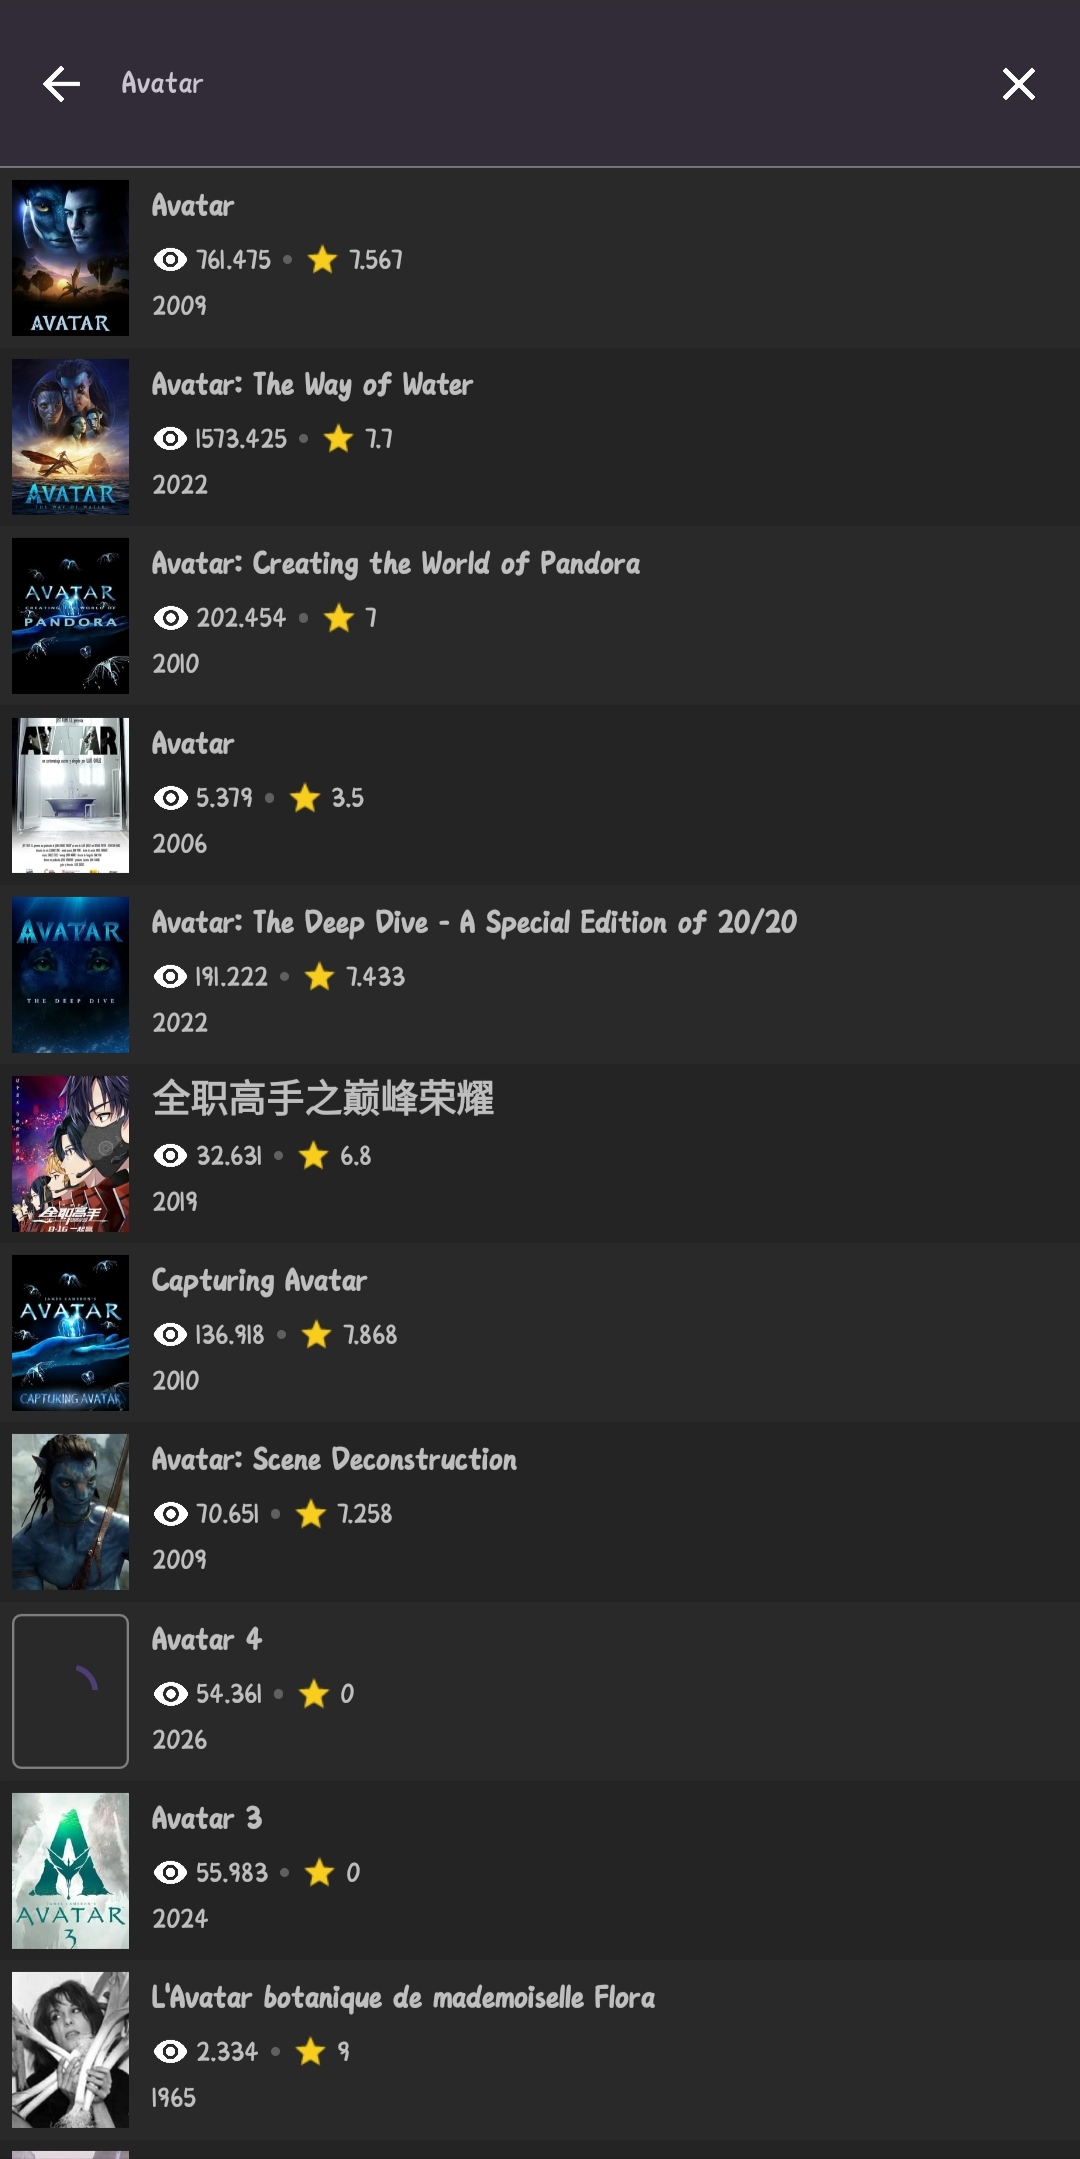 Avatar
Avatar
761.475 • 7.567
2009
AVATAR
Avatar: The Way of Water
1573.425 • 7.7
2022
AVATAR
THE WAY OF WATER
Avatar: Creating the World of Pandora
202.454 • 7
2010
AVATAR
CREATING THE WORLD OF
PANDORA
Avatar
5.379 • 3.5
2006
AVATAR
Avatar: The Deep Dive - A Special Edition of 20/20
191.222 • 7.433
2022
AVATAR
THE DEEP DIVE
全职高手之巅峰荣耀
32.631 • 6.8
2019
全职高手
Capturing Avatar
136.918 • 7.868
2010
JAMES CAMERON'S
AVATAR
CAPTURING AVATAR
Avatar: Scene Deconstruction
70.651 • 7.258
2009
Avatar 4
54.361 • 0
2026
Avatar 3
55.983 • 0
2024
JAMES CAMERON'S
AVATAR
3
L'Avatar botanique de mademoiselle Flora
2.334 • 9
1965